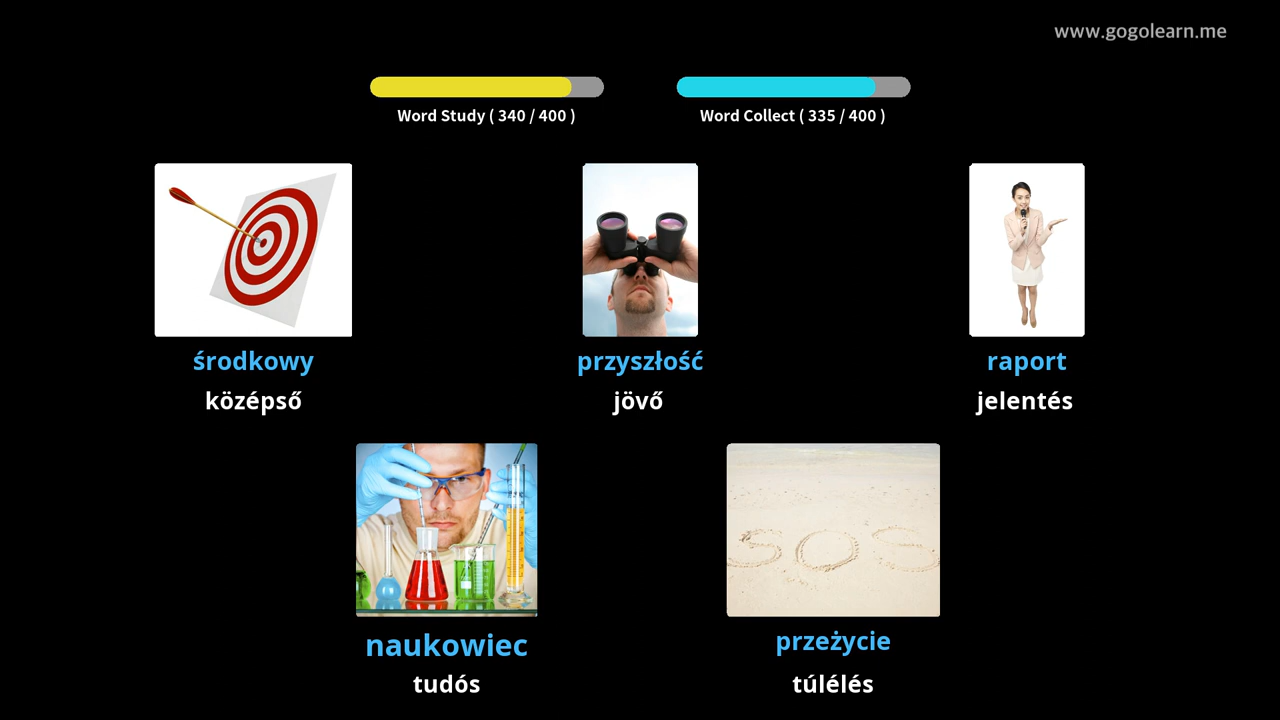 www.gogolearn.me
Word Study ( 340 / 400 )
Word Collect ( 335 / 400 )
środkowy
przyszłość
raport
középső
jövő
jelentés
SOS
naukowiec
przeżycie
tudós
túlélés